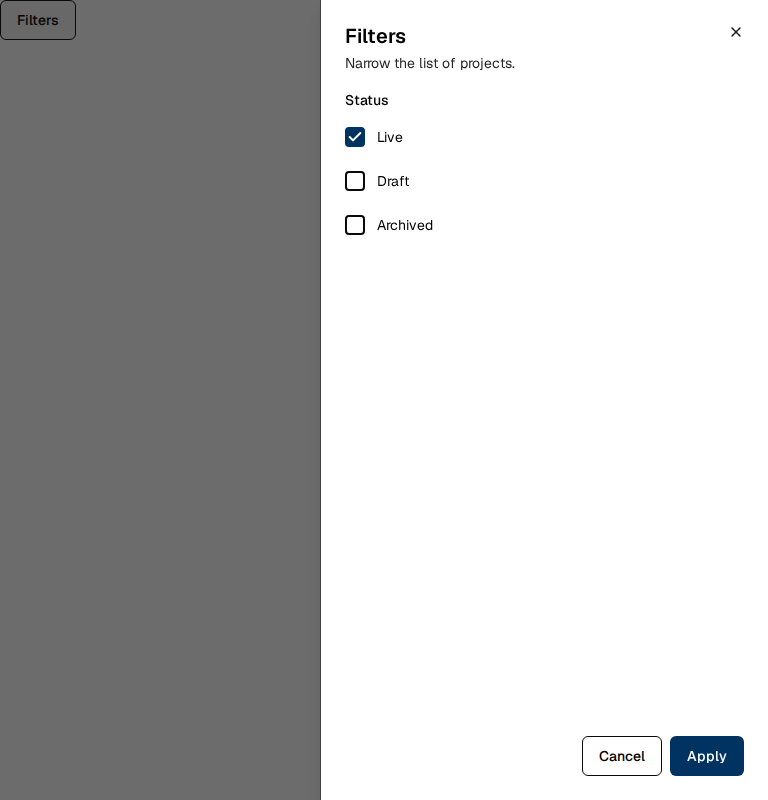 Filters
Filters
Narrow the list of projects.
Status
Live
Draft
Archived
Cancel
Apply